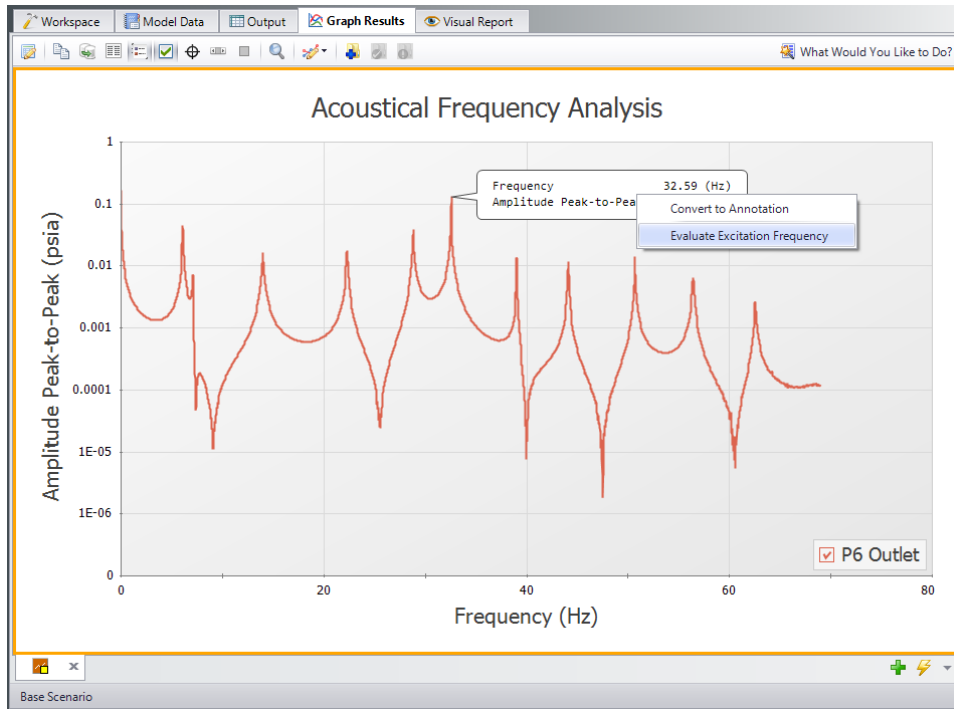 Workspace Model Data Output Graph Results Visual Report
What Would You Like to Do?
Acoustical Frequency Analysis
Amplitude Peak-to-Peak (psia)
1
0.1
0.01
0.001
0.0001
1E-05
1E-06
0
Frequency 32.59 (Hz)
Amplitude Peak-to-Pea
Convert to Annotation
Evaluate Excitation Frequency
P6 Outlet
0 20 40 60 80
Frequency (Hz)
Base Scenario